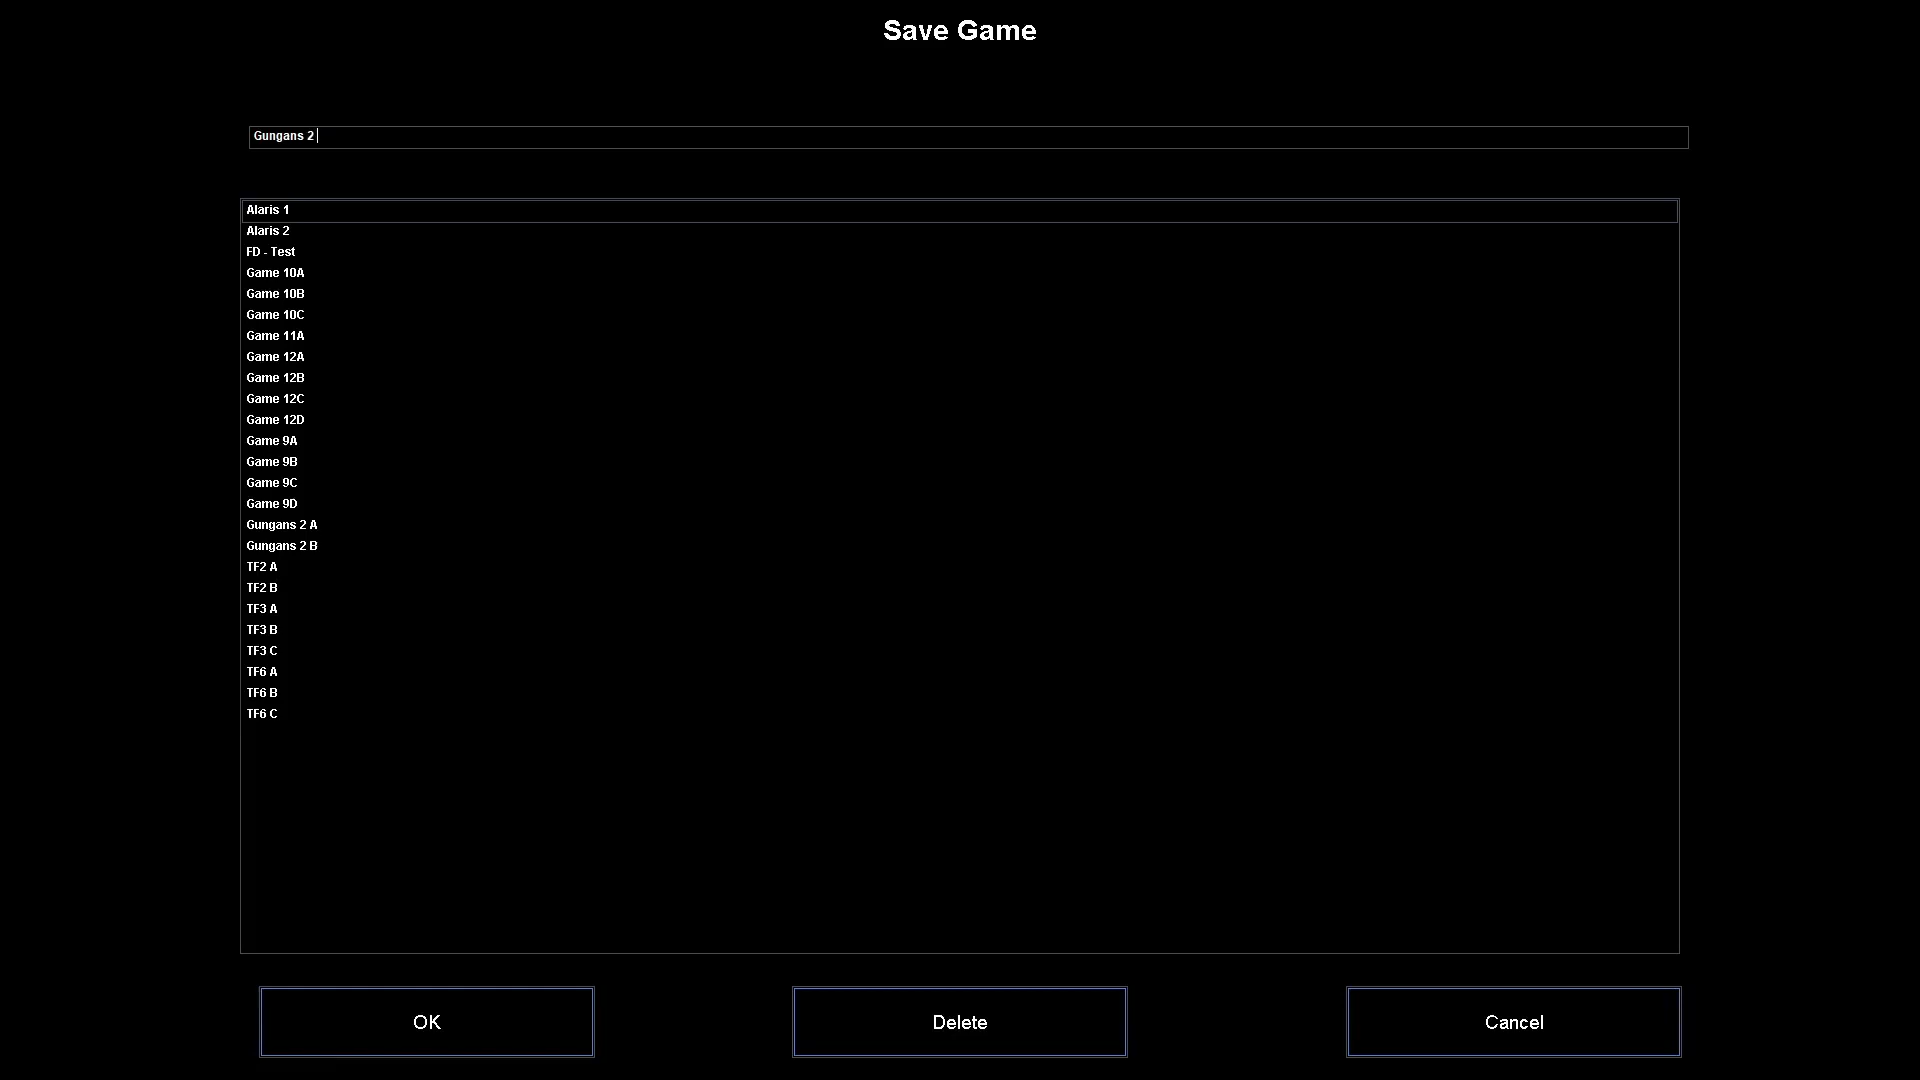 Save Game
Gungans 2
Alaris 1
Alaris 2
FD - Test
Game 10A
Game 10B
Game 10C
Game 11A
Game 12A
Game 12B
Game 12C
Game 12D
Game 9A
Game 9B
Game 9C
Game 9D
Gungans 2 A
Gungans 2 B
TF2 A
TF2 B
TF3 A
TF3 B
TF3 C
TF6 A
TF6 B
TF6 C
OK
Delete
Cancel